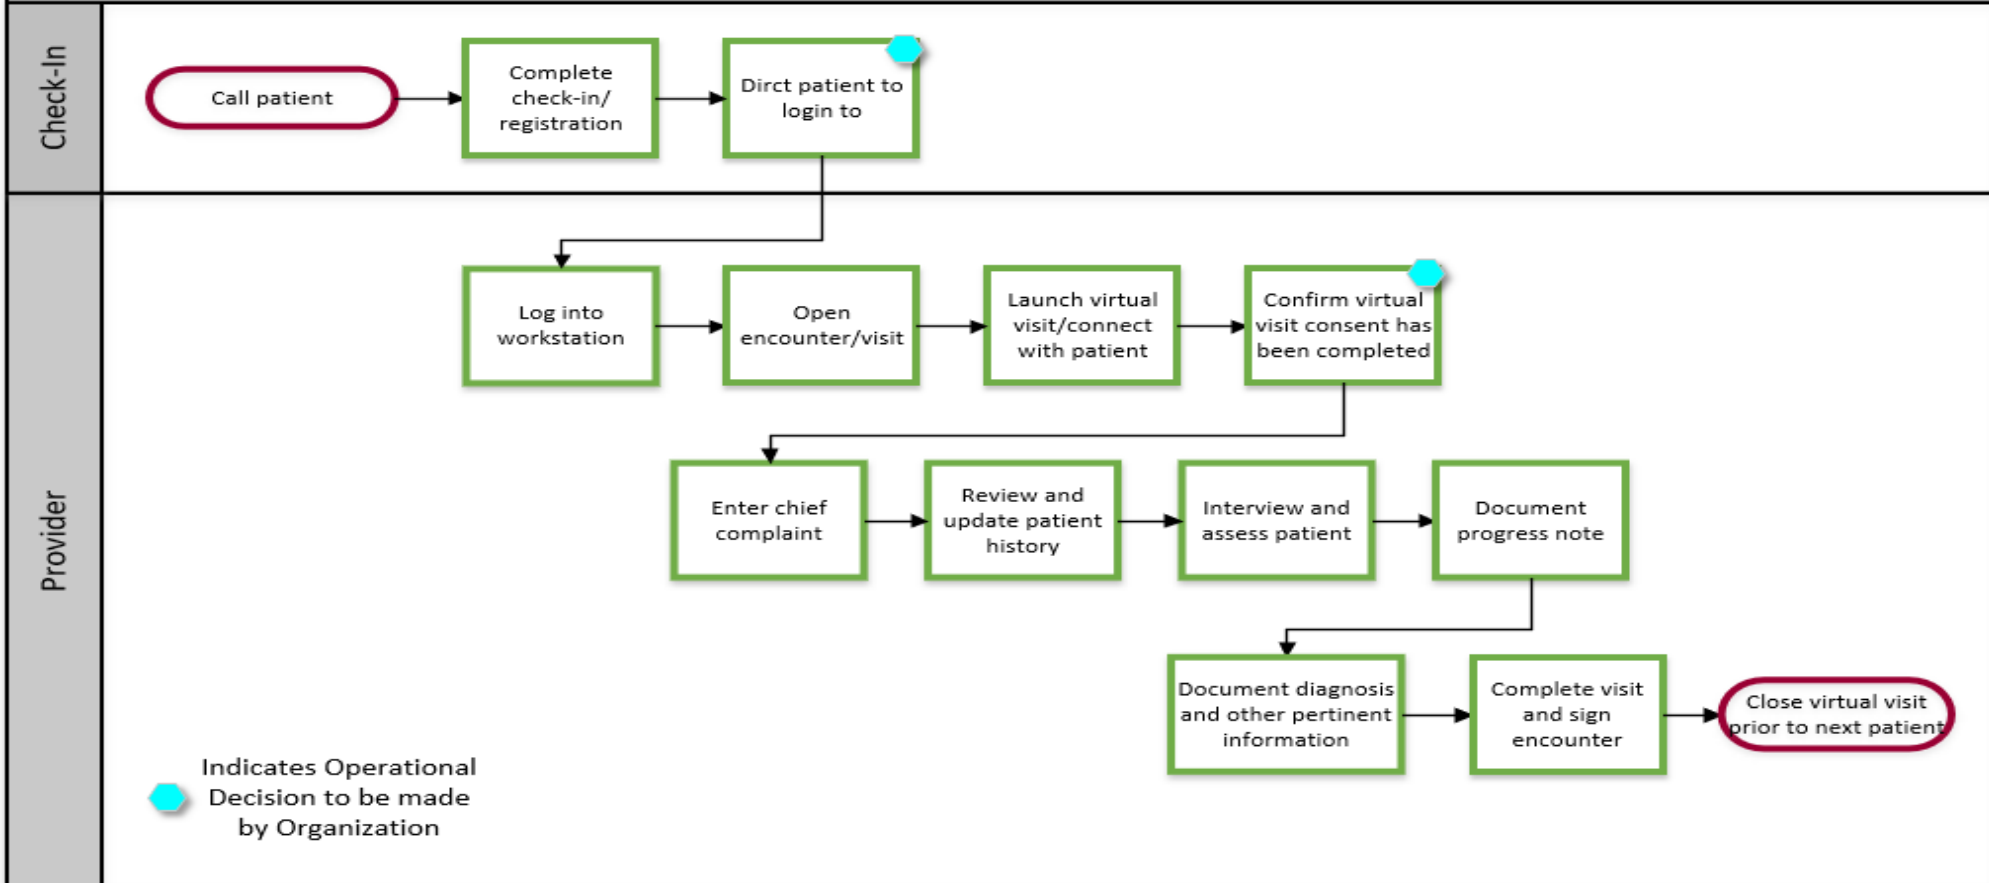 Check-In
Call patient
Complete
check-in/
registration
Dirct patient to
login to
Provider
Log into
workstation
Open
encounter/visit
Launch virtual
visit/connect
with patient
Confirm virtual
visit consent has
been completed
Enter chief
complaint
Review and
update patient
history
Interview and
assess patient
Document
progress note
Document diagnosis
and other pertinent
information
Complete visit
and sign
encounter
Close virtual visit
prior to next patient
Indicates Operational
Decision to be made
by Organization